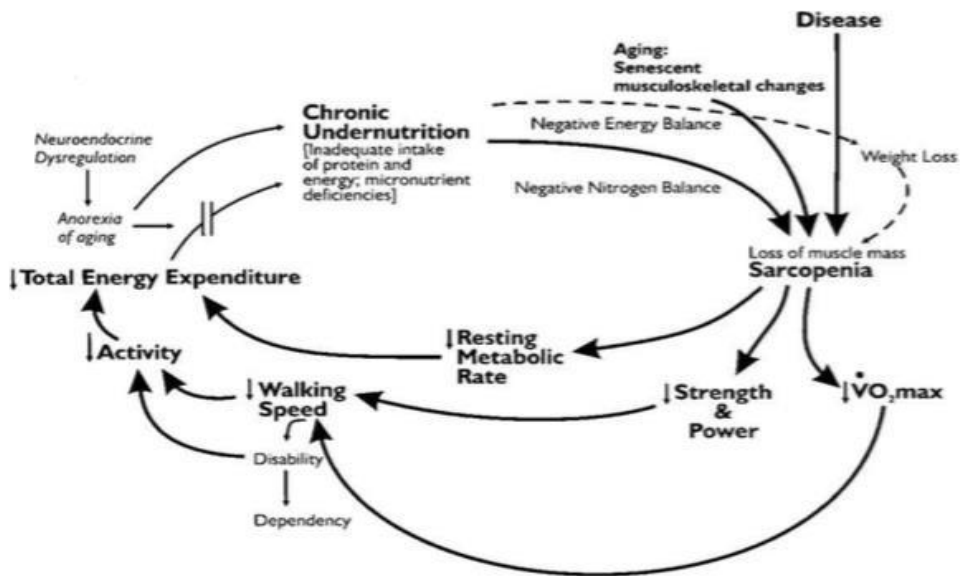 Disease
Aging:
Senescent
musculoskeletal changes
Chronic
Undernutrition
[Inadequate intake
of protein and
energy; micronutrient
deficiencies]
Negative Energy Balance
Weight Loss
Neuroendocrine
Dysregulation
Negative Nitrogen Balance
Anorexia
of aging
Loss of muscle mass
Sarcopenia
↓Total Energy Expenditure
↓Resting
Metabolic
Rate
↓Activity
↓Walking
Speed
↓Strength
&
Power
↓V̇O₂max
Disability
Dependency